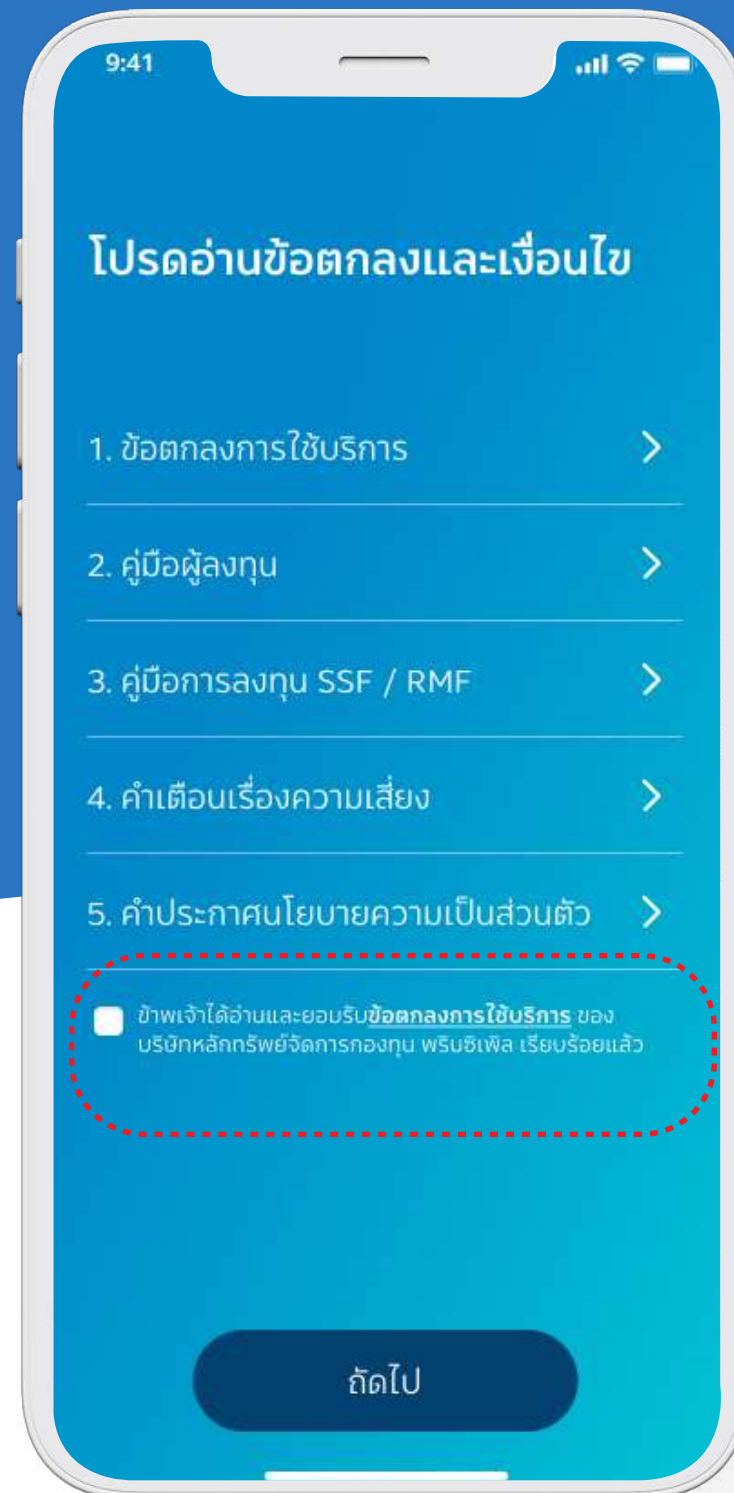 9:41
โปรดอ่านข้อตกลงและเงื่อนไข
1. ข้อตกลงการใช้บริการ
2. คู่มือผู้ลงทุน
3. คู่มือการลงทุน SSF / RMF
4. คำเตือนเรื่องความเสี่ยง
5. คำประกาศนโยบายความเป็นส่วนตัว
ข้าพเจ้าได้อ่านและยอมรับข้อตกลงการใช้บริการ ของ
บริษัทหลักทรัพย์จัดการกองทุน พรินซิเพิล เรียบร้อยแล้ว
ถัดไป